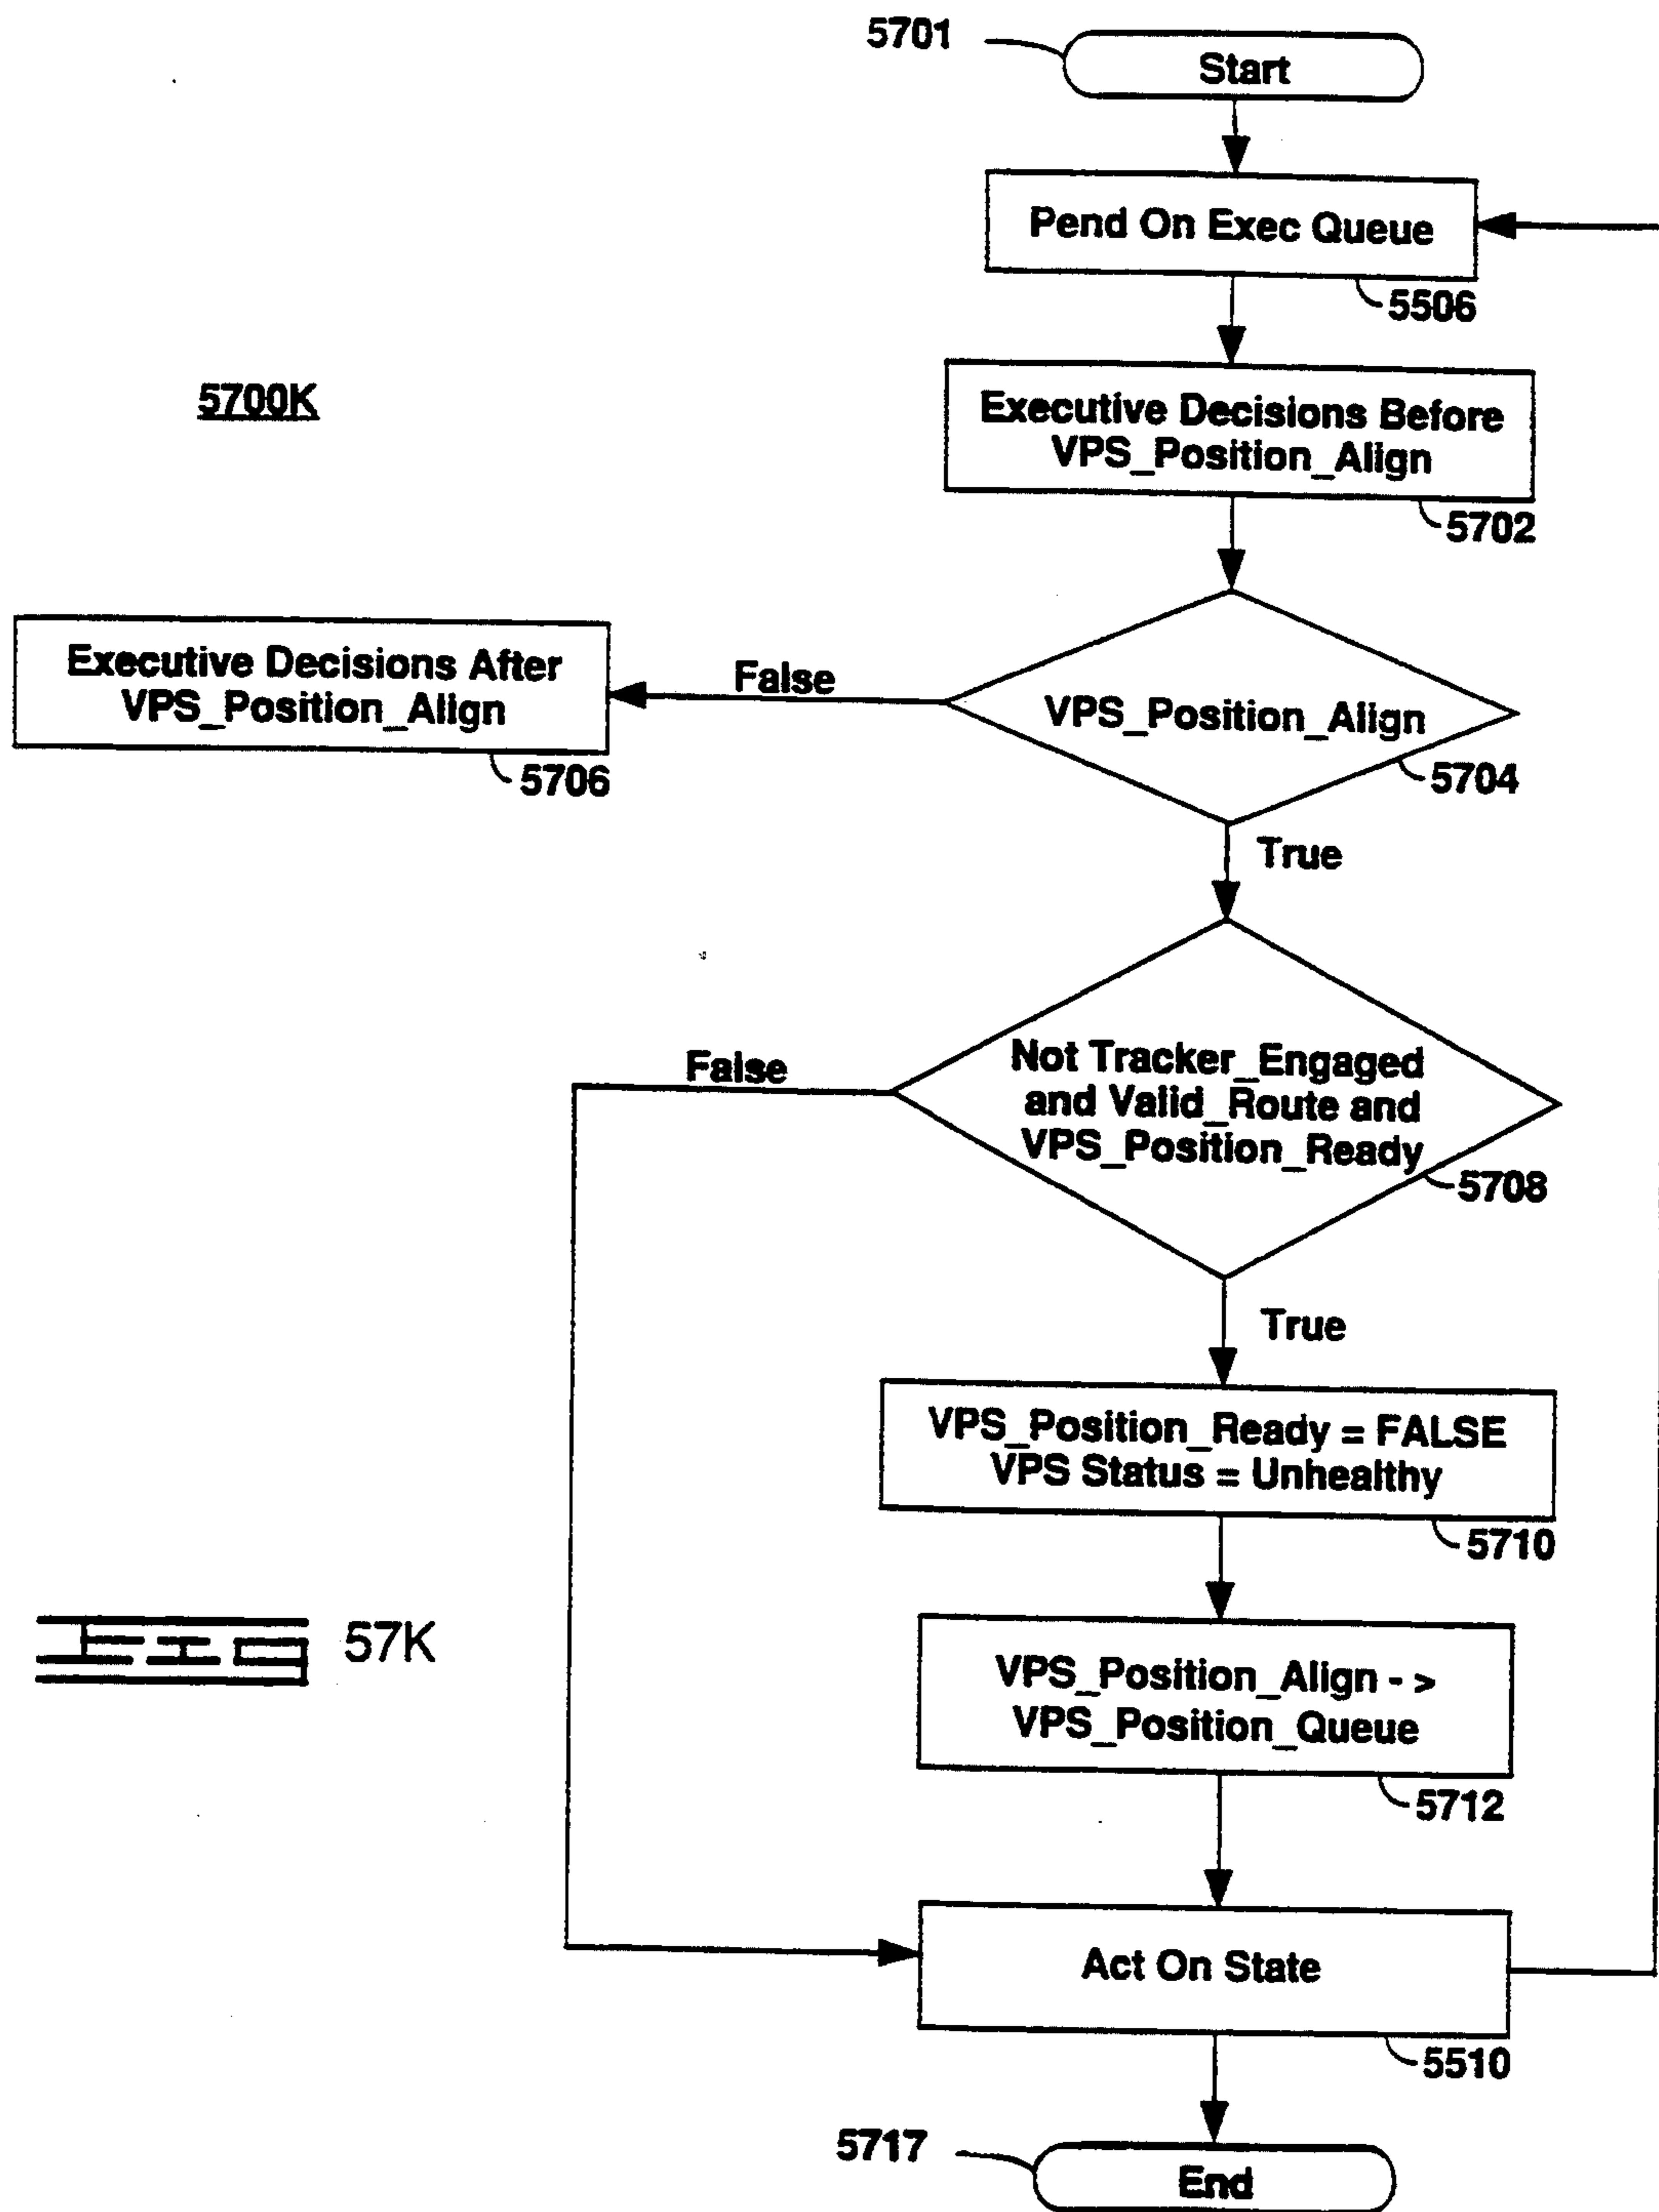 5701
Start
Pend On Exec Queue
5506
5700K
Executive Decisions Before
VPS_Position_Align
5702
Executive Decisions After
VPS_Position_Align
5706
False
VPS_Position_Align
5704
True
False
Not Tracker_Engaged
and Valid_Route and
VPS_Position_Ready
5708
True
VPS_Position_Ready = FALSE
VPS Status = Unhealthy
5710
FIG 57K
VPS_Position_Align - >
VPS_Position_Queue
5712
Act On State
5510
5717
End